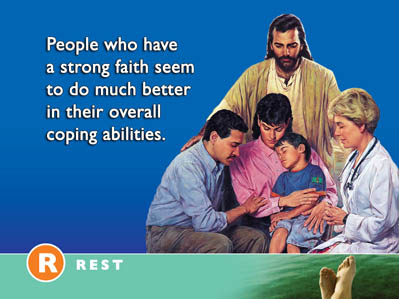 People who have
a strong faith seem
to do much better
in their overall
coping abilities.
R REST